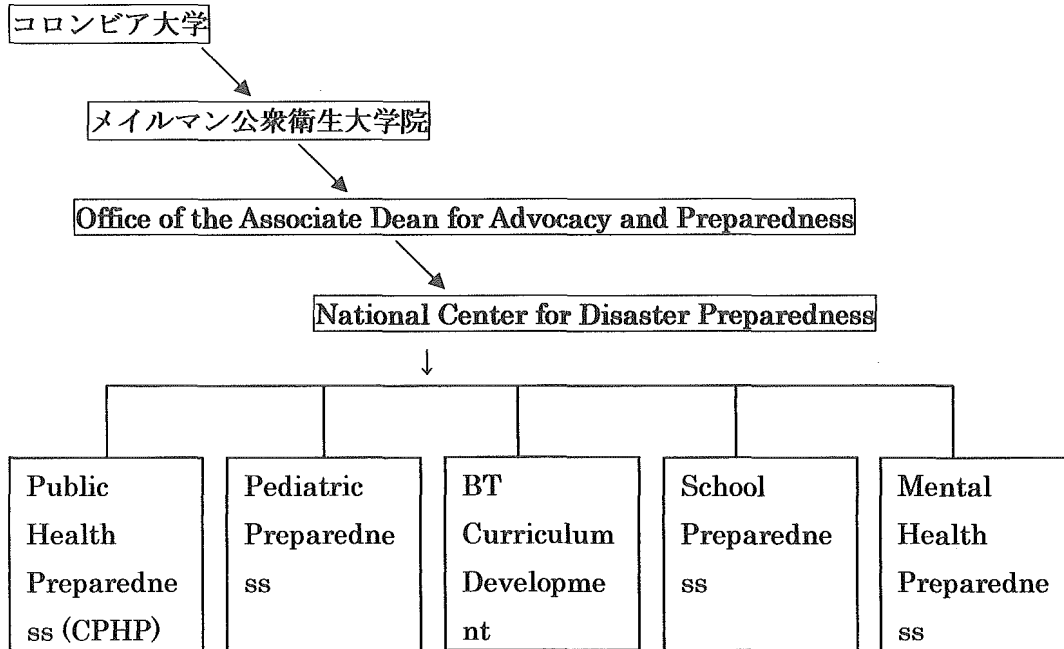 コロンビア大学
メイルマン公衆衛生大学院
Office of the Associate Dean for Advocacy and Preparedness
National Center for Disaster Preparedness
Public
Health
Preparedne
ss (CPHP)
Pediatric
Preparedne
ss
BT
Curriculum
Developme
nt
School
Preparedne
ss
Mental
Health
Preparedne
ss